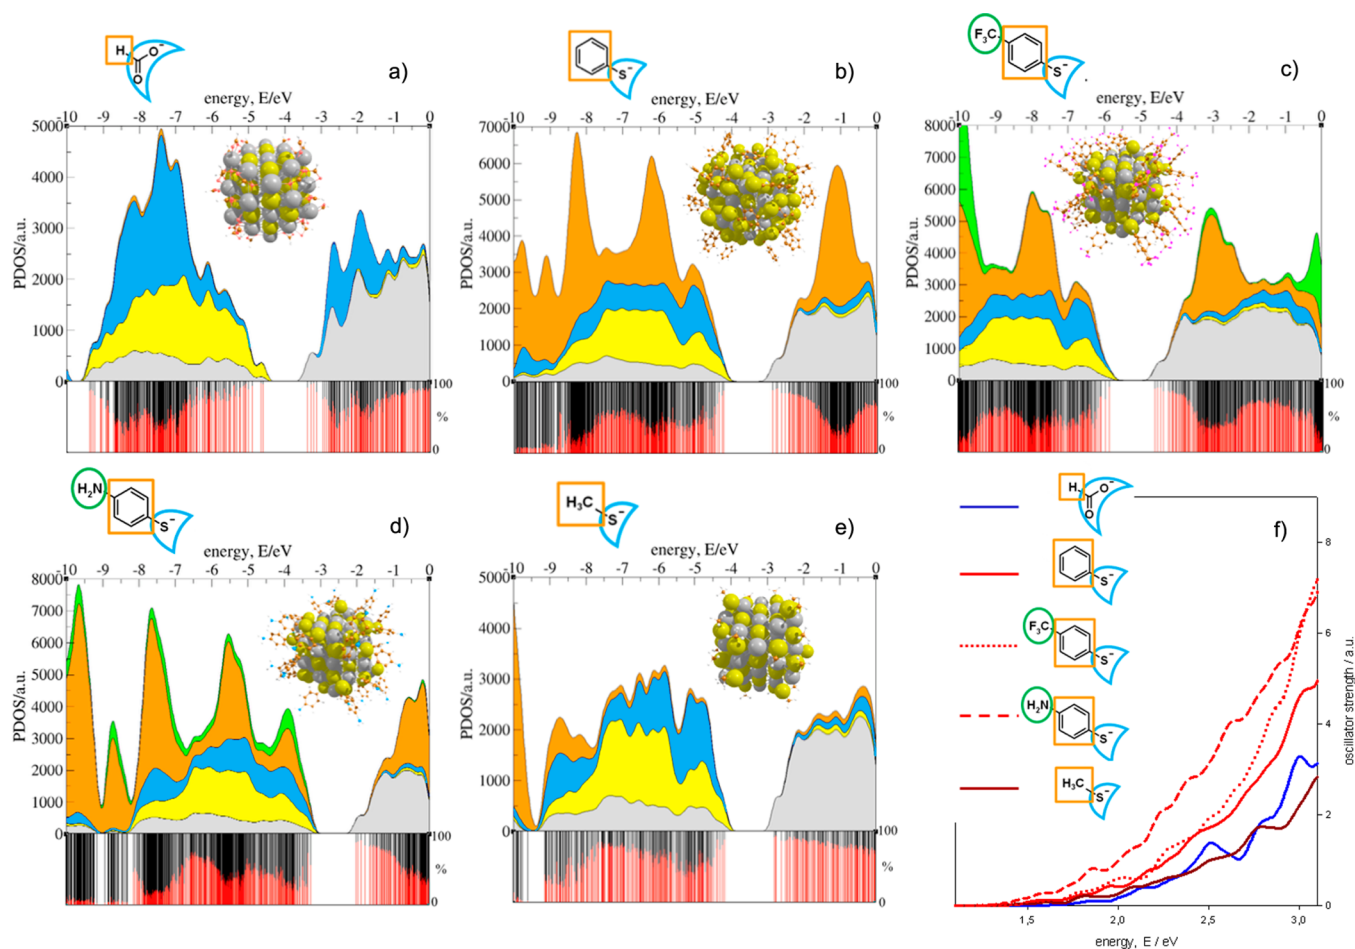 H
O⁻
O
a)
energy, E/eV
-10 -9 -8 -7 -6 -5 -4 -3 -2 -1 0
5000
4000
3000
2000
1000
0
PDOS/a.u.
100
%
0
S⁻
b)
energy, E/eV
-10 -9 -8 -7 -6 -5 -4 -3 -2 -1 0
7000
6000
5000
4000
3000
2000
1000
0
PDOS/a.u.
100
%
0
F₃C
S⁻
c)
energy, E/eV
-10 -9 -8 -7 -6 -5 -4 -3 -2 -1 0
8000
7000
6000
5000
4000
3000
2000
1000
0
PDOS/a.u.
100
%
0
H₂N
S⁻
d)
energy, E/eV
-10 -9 -8 -7 -6 -5 -4 -3 -2 -1 0
8000
7000
6000
5000
4000
3000
2000
1000
0
PDOS/a.u.
100
%
0
H₃C
S⁻
e)
energy, E/eV
-10 -9 -8 -7 -6 -5 -4 -3 -2 -1 0
5000
4000
3000
2000
1000
0
PDOS/a.u.
100
%
0
f)
H
O⁻
O
S⁻
F₃C
S⁻
H₂N
S⁻
H₃C
S⁻
8
6
4
2
0
oscillator strength / a.u.
1,5 2,0 2,5 3,0
energy, E / eV